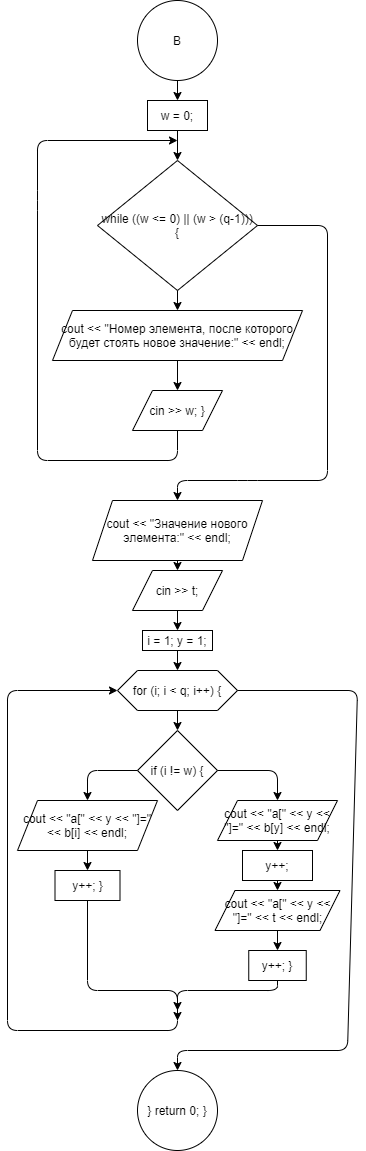 B
w = 0;
while ((w <= 0) || (w > (q-1)))
{
cout << "Номер элемента, после которого
будет стоять новое значение:" << endl;
cin >> w; }
cout << "Значение нового
элемента:" << endl;
cin >> t;
i = 1; y = 1;
for (i; i < q; i++) {
if (i != w) {
cout << "a[" << y << "]="
<< b[i] << endl;
y++; }
cout << "a[" << y <<
"]=" << b[y] << endl;
y++;
cout << "a[" << y <<
"]=" << t << endl;
y++; }
} return 0; }